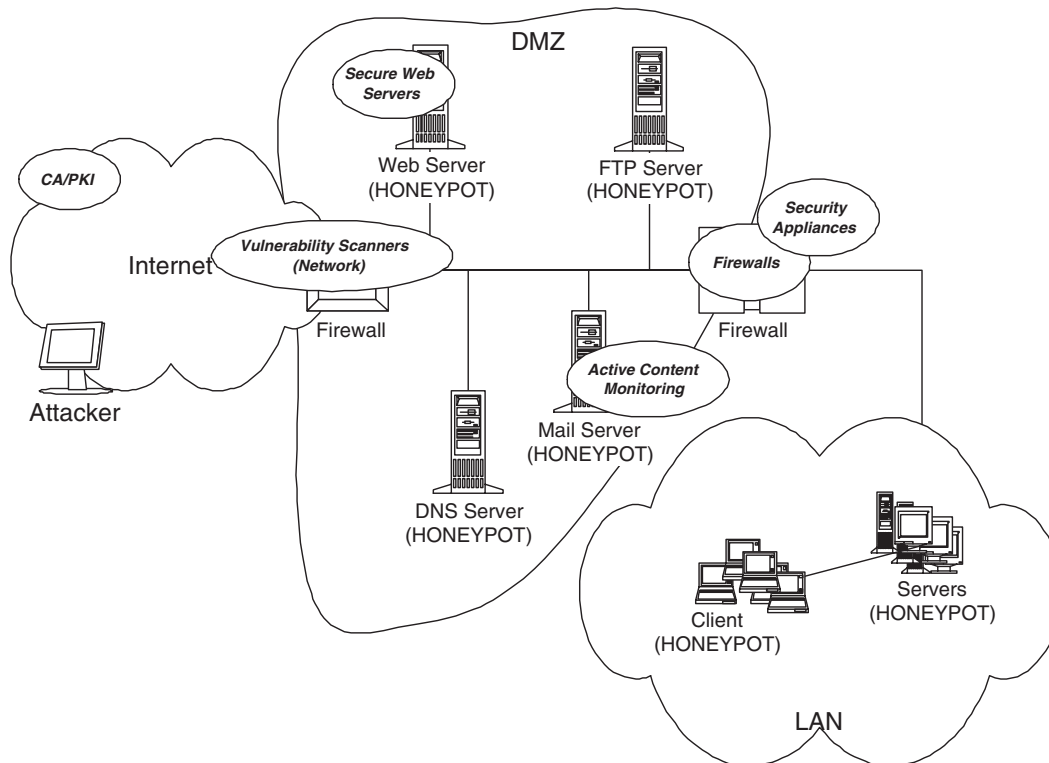 DMZ
Secure Web
Servers
Web Server
(HONEYPOT)
FTP Server
(HONEYPOT)
CA/PKI
Security
Appliances
Internet
Vulnerability Scanners
(Network)
Firewalls
Firewall
Firewall
Attacker
Active Content
Monitoring
Mail Server
(HONEYPOT)
DNS Server
(HONEYPOT)
Servers
(HONEYPOT)
Client
(HONEYPOT)
LAN